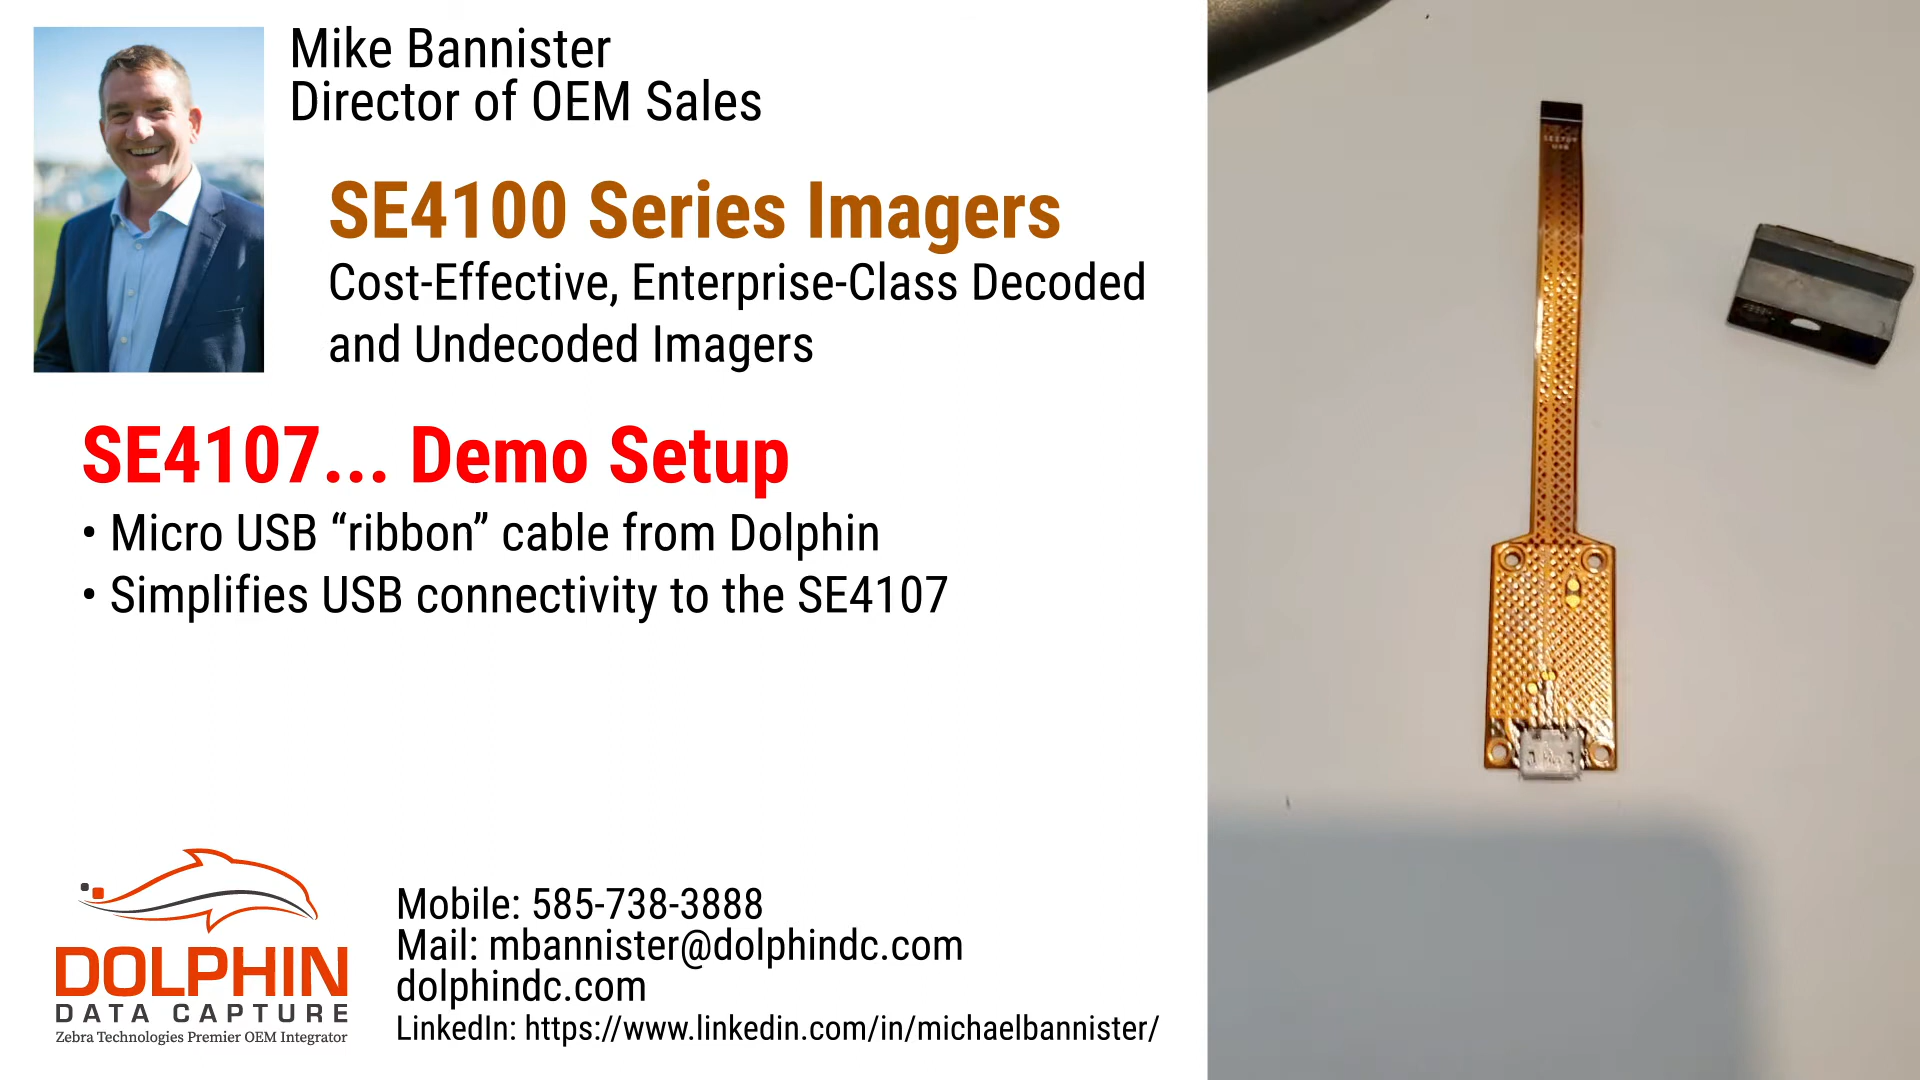 Mike Bannister
Director of OEM Sales
SE4100 Series Imagers
Cost-Effective, Enterprise-Class Decoded
and Undecoded Imagers
SE4107... Demo Setup
• Micro USB “ribbon” cable from Dolphin
• Simplifies USB connectivity to the SE4107
DOLPHIN
DATA CAPTURE
Zebra Technologies Premier OEM Integrator
Mobile: 585-738-3888
Mail: mbannister@dolphindc.com
dolphindc.com
LinkedIn: https://www.linkedin.com/in/michaelbannister/
USB